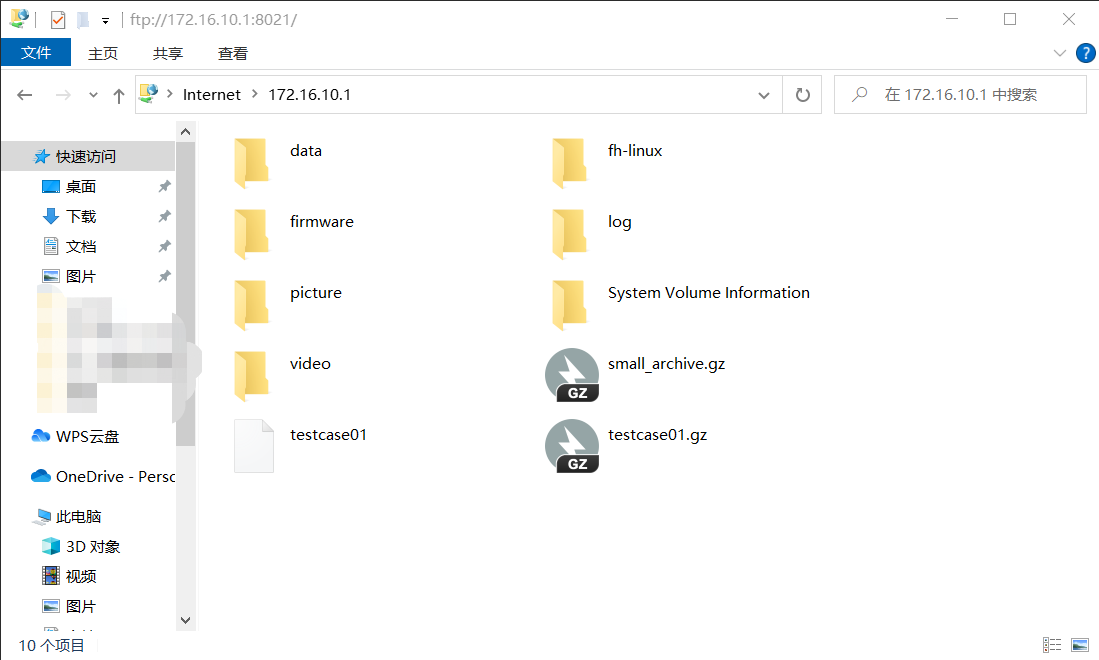 ftp://172.16.10.1:8021/
文件 主页 共享 查看
Internet 172.16.10.1
在 172.16.10.1 中搜索
快速访问
桌面
下载
文档
图片
WPS云盘
OneDrive - Persc
此电脑
3D 对象
视频
图片
data
fh-linux
firmware
log
picture
System Volume Information
video
small_archive.gz
GZ
testcase01
testcase01.gz
GZ
10 个项目